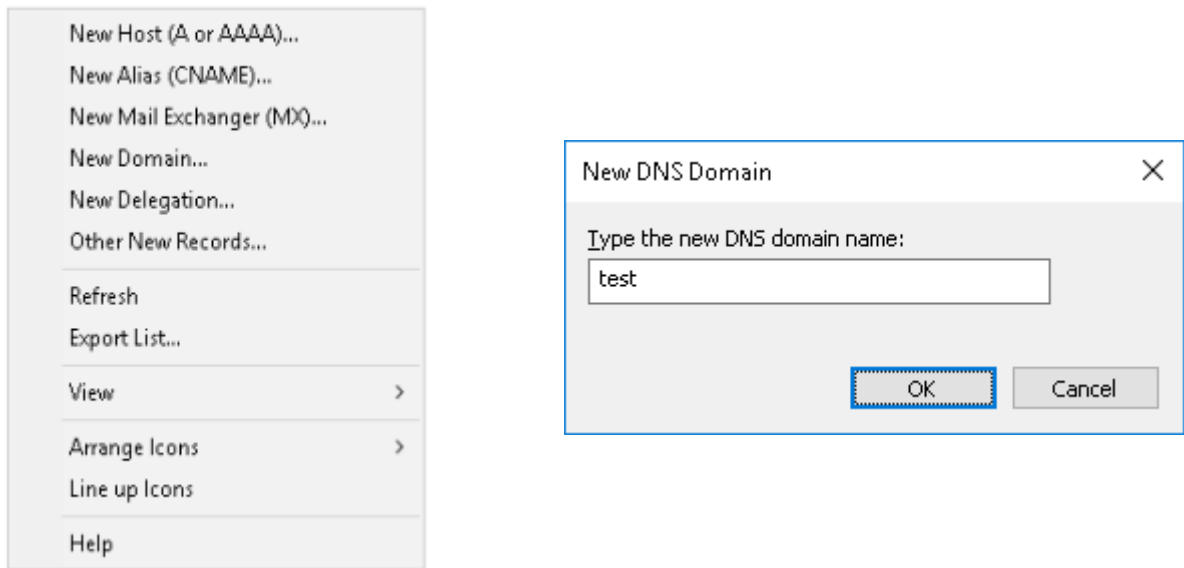 New Host (A or AAAA)...
New Alias (CNAME)...
New Mail Exchanger (MX)...
New Domain...
New Delegation...
Other New Records...
Refresh
Export List...
View
Arrange Icons
Line up Icons
Help
New DNS Domain
Type the new DNS domain name:
test
OK
Cancel